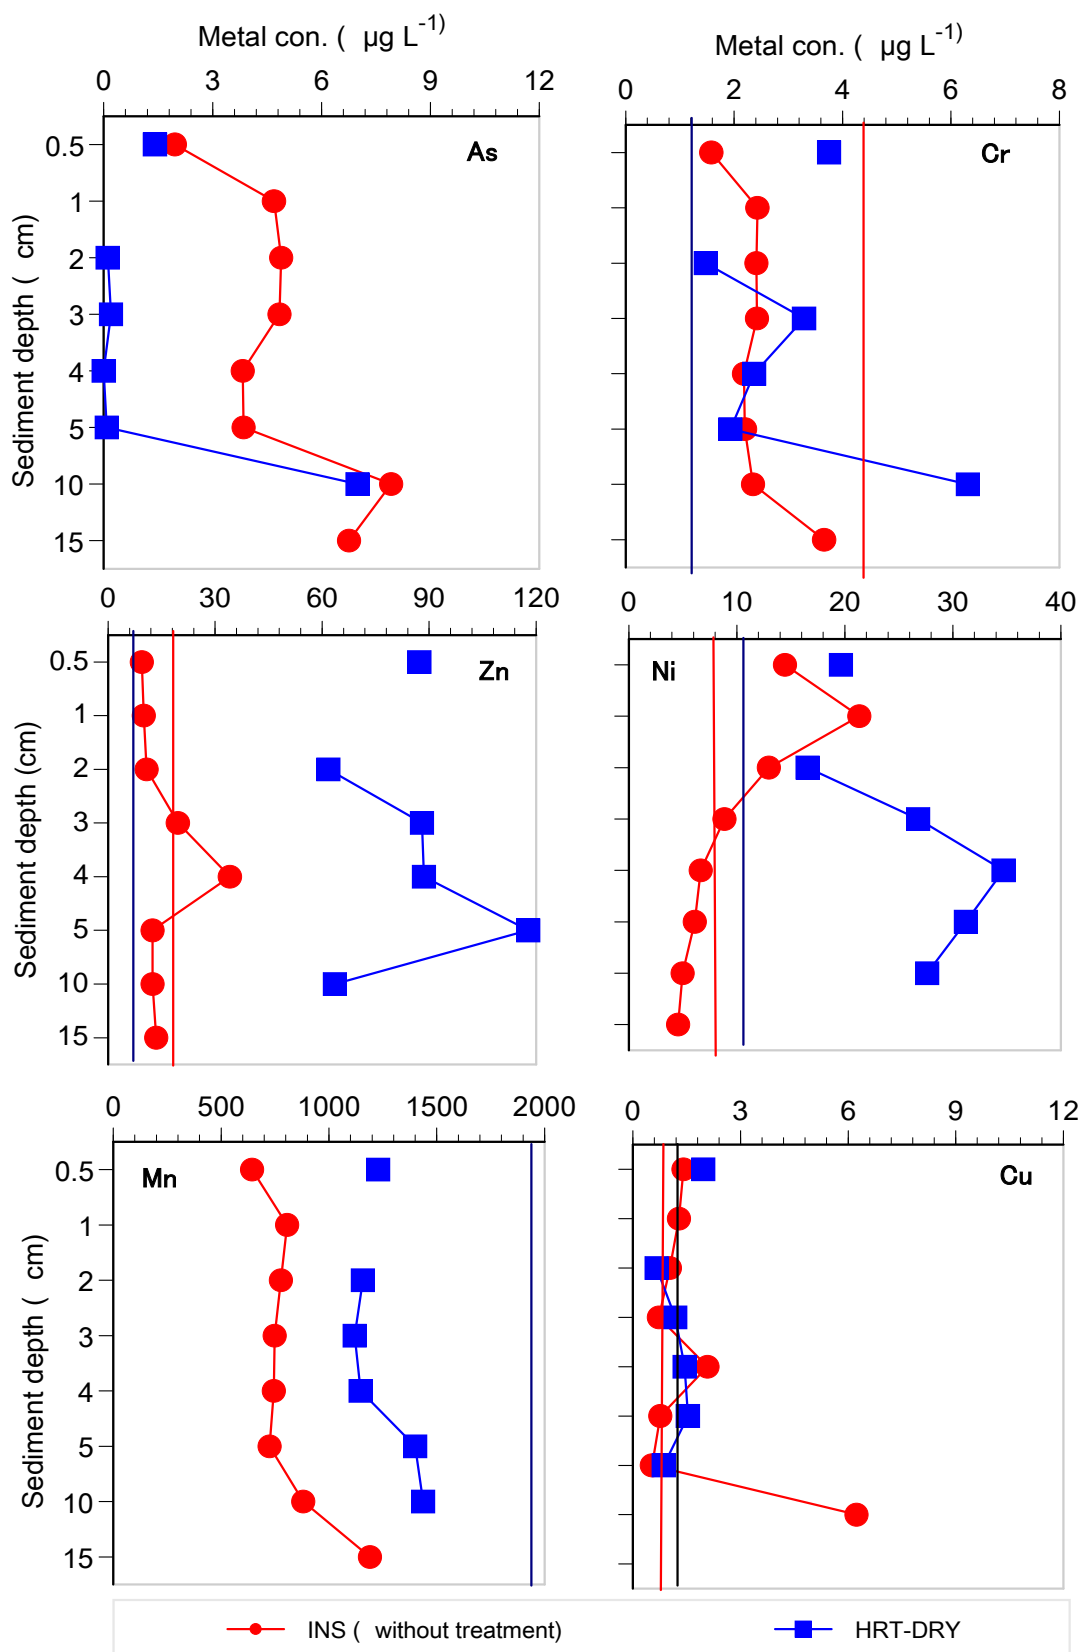 Metal con. ( µg L-1)
Metal con. ( µg L-1)
0 3 6 9 12
0 2 4 6 8
Sediment depth ( cm)
0.5
1
2
3
4
5
10
15
As
Cr
0 30 60 90 120
0 10 20 30 40
Sediment depth (cm)
0.5
1
2
3
4
5
10
15
Zn
Ni
0 500 1000 1500 2000
0 3 6 9 12
Sediment depth ( cm)
0.5
1
2
3
4
5
10
15
Mn
Cu
INS ( without treatment)
HRT-DRY